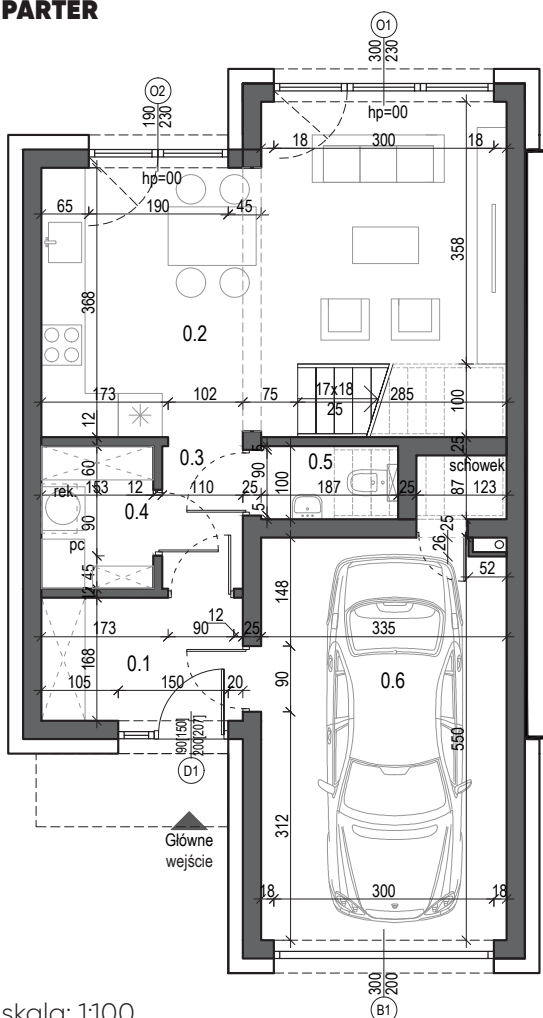 PARTER
O1
300
230
O2
190
230
hp=00
18 300 18
hp=00
65 190 45
368
358
0.2
173 102 75 17x18 285
25
12
100
0.3
25
60
5
90
100
0.5
schowek
153 12 110 25 187 25 87 123
rek
0.4
90
5
pc
25
26
45
52
12
148
12
173 90 25 335
168
0.1
90
0.6
105 150 20
550
90[150]
200[207]
D1
312
Główne
wejście
18 300 18
300
200
B1
skala: 1:100